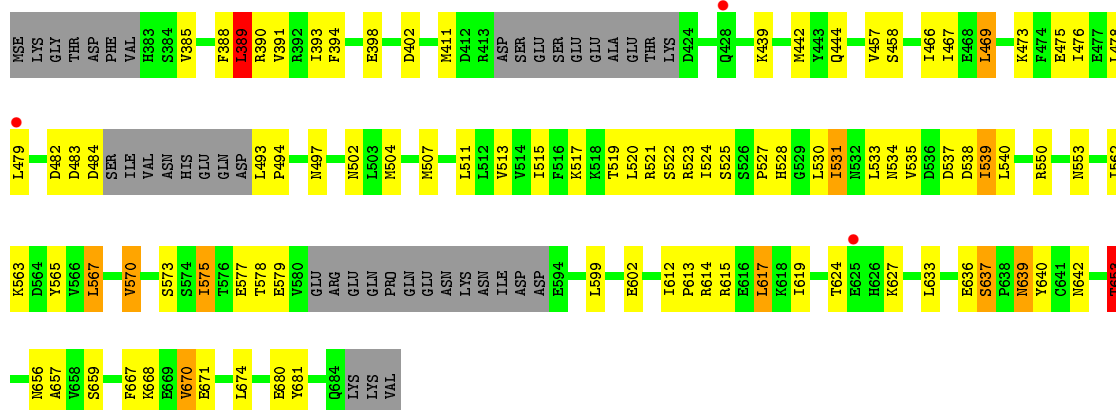 MSE LYS GLY THR ASP PHE VAL H383 S384 V385 F388 L389 R390 V391 R392 I393 F394 E398 D402 M411 D412 R413 ASP SER GLU SER GLU GLU ALA GLU THR LYS D424 Q428 K439 M442 Y443 Q444 V457 S458 I466 I467 E468 L469 K473 F474 E475 I476 E477 L478
L479 D482 D483 D484 SER ILE VAL ASN HIS GLU GLN ASP L493 P494 N497 N502 L503 M504 M507 L511 L512 V513 V514 I515 F516 K517 K518 T519 L520 R521 S522 R523 I524 S525 S526 P527 H528 G529 L530 I531 N532 L533 N534 V535 D536 D537 D538 I539 L540 R550 N553 I562
K563 D564 Y565 V566 L567 V570 S573 S574 I575 T576 E577 T578 E579 V580 GLU ARG GLU GLN PRO GLN GLU ASN LYS ASN ILE ASP ASP E594 L599 E602 I612 P613 R614 R615 E616 L617 K618 I619 T624 E625 H626 K627 L633 E636 S637 P638 N639 Y640 C641 N642 T653
N656 A657 V658 S659 F667 K668 E669 V670 E671 L674 E680 Y681 Q684 LYS LYS VAL